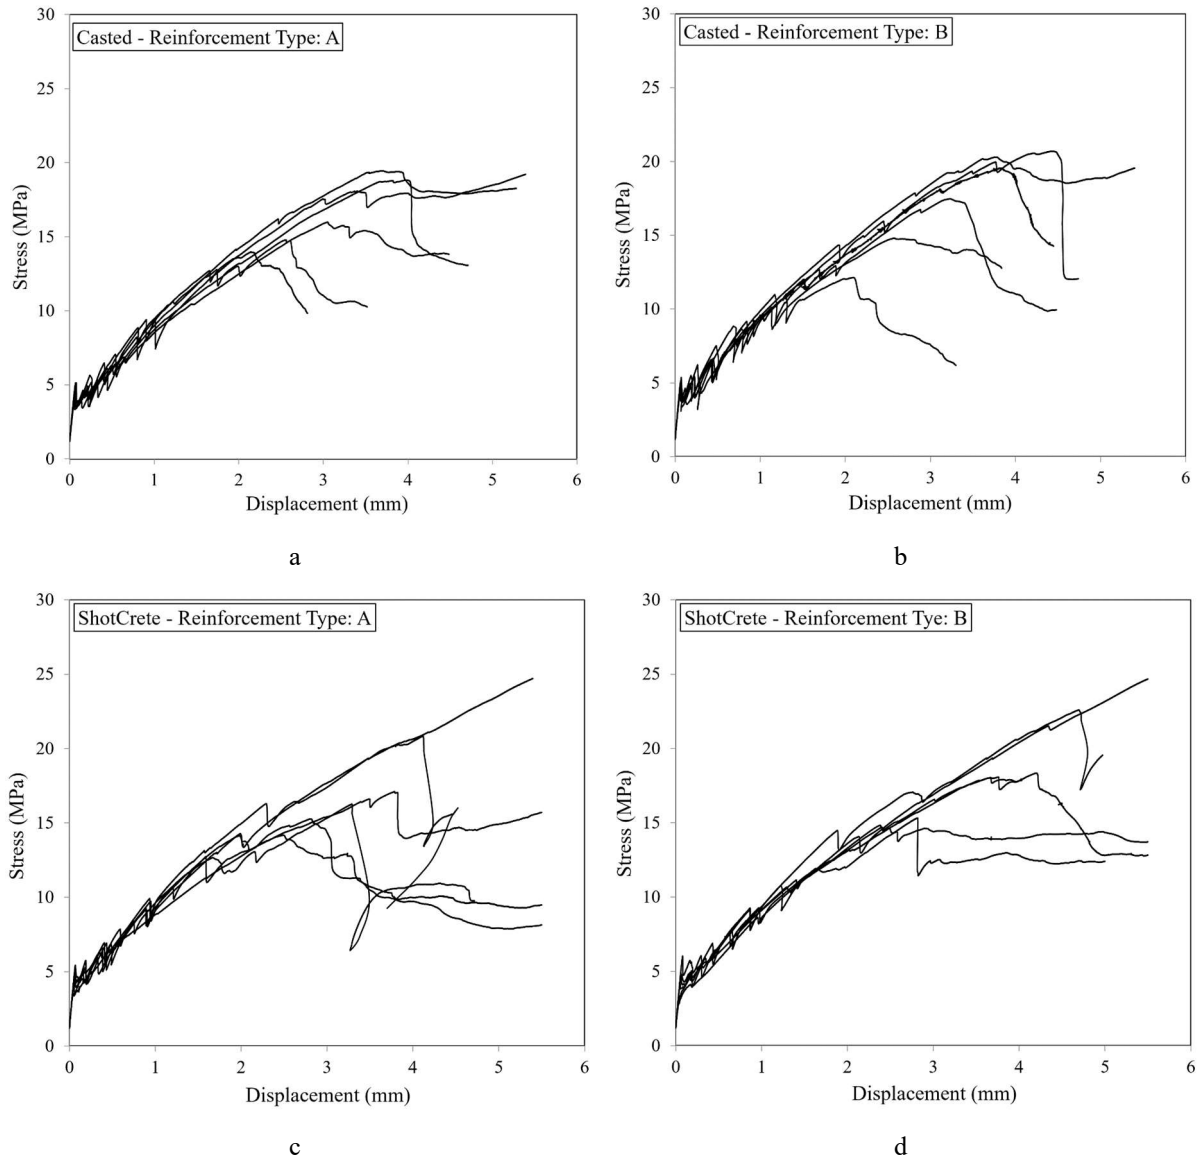 Casted - Reinforcement Type: A
30
25
20
15
10
5
0
Stress (MPa)
0 1 2 3 4 5 6
Displacement (mm)
a
Casted - Reinforcement Type: B
30
25
20
15
10
5
0
Stress (MPa)
0 1 2 3 4 5 6
Displacement (mm)
b
ShotCrete - Reinforcement Type: A
30
25
20
15
10
5
0
Stress (MPa)
0 1 2 3 4 5 6
Displacement (mm)
c
ShotCrete - Reinforcement Tye: B
30
25
20
15
10
5
0
Stress (MPa)
0 1 2 3 4 5 6
Displacement (mm)
d